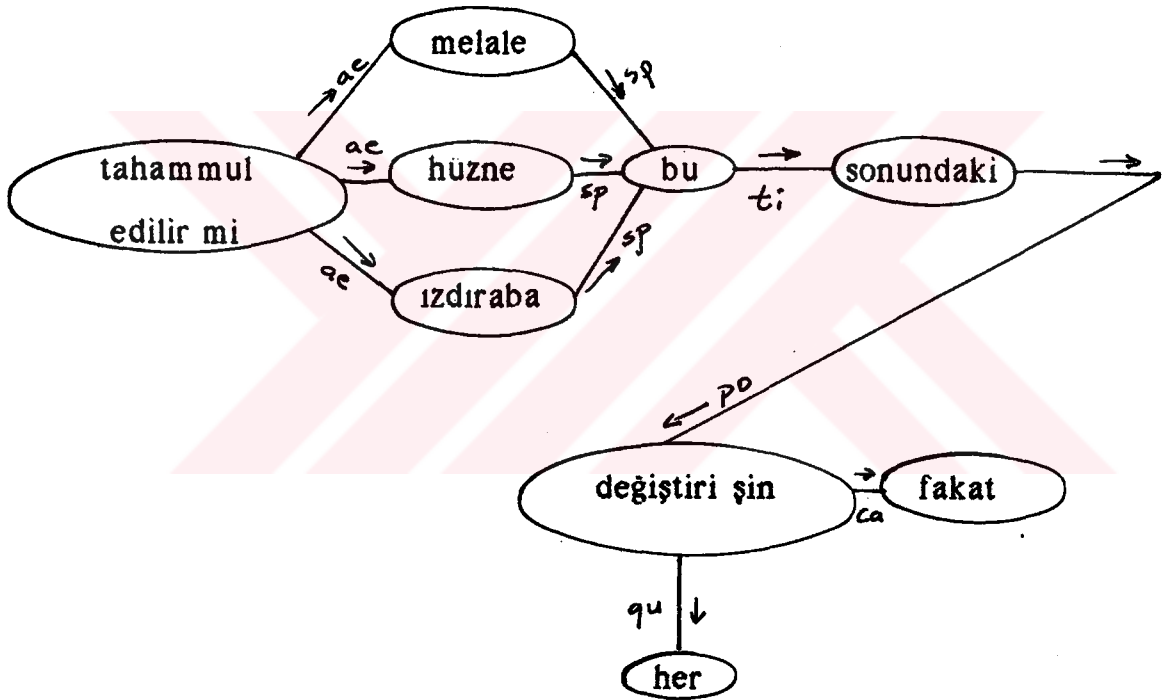 melale
ae
sp
tahammul
edilir mi
ae
hüzne
sp
bu
ti
sonundaki
ae
ızdıraba
sp
po
değiştiri şin
ca
fakat
qu
her